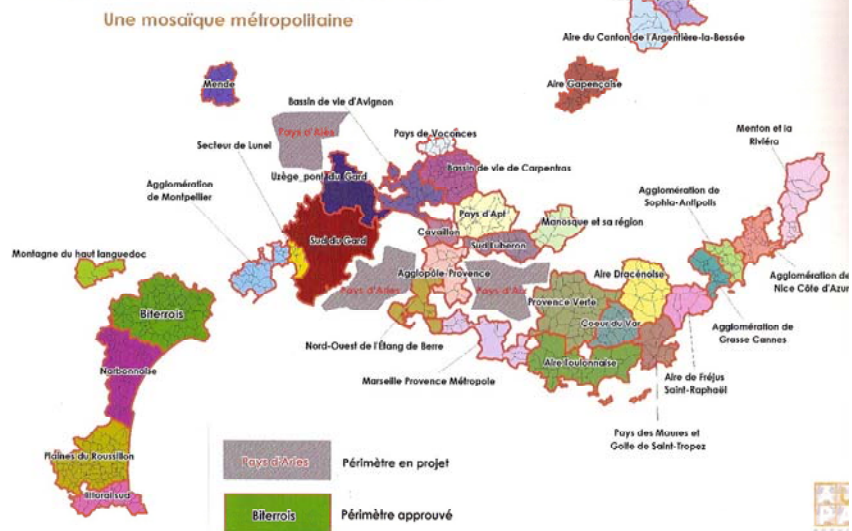 Une mosaïque métropolitaine
Aire du Canton de l'Argentière-la-Bessée
Mende
Aire Gapençaise
Bassin de vie d'Avignon
Pays d'Alès
Pays de Voconces
Menton et la
Riviéra
Secteur de Lunel
Bassin de vie de Carpentras
Uzège_pont du Gard
Agglomération
de Montpellier
Agglomération de
Sophia-Antipolis
Pays d'Apt
Manosque et sa région
Cavaillon
Sud Luberon
Sud du Gard
Montagne du haut languedoc
Agglopôle-Provence
Aire Dracénoise
Agglomération de
Nice Côte d'Azur
Pays d'Arles
Pays d'Aix
Provence Verte
Biterrois
Coeur du Var
Agglomération de
Grasse Cannes
Nord-Ouest de l'Étang de Berre
Aire Toulonnaise
Narbonnaise
Marseille Provence Métropole
Aire de Fréjus
Saint-Raphaël
Pays des Maures et
Golfe de Saint-Tropez
Plaines du Roussillon
littoral sud
Pays d'Arles
Périmètre en projet
Biterrois
Périmètre approuvé